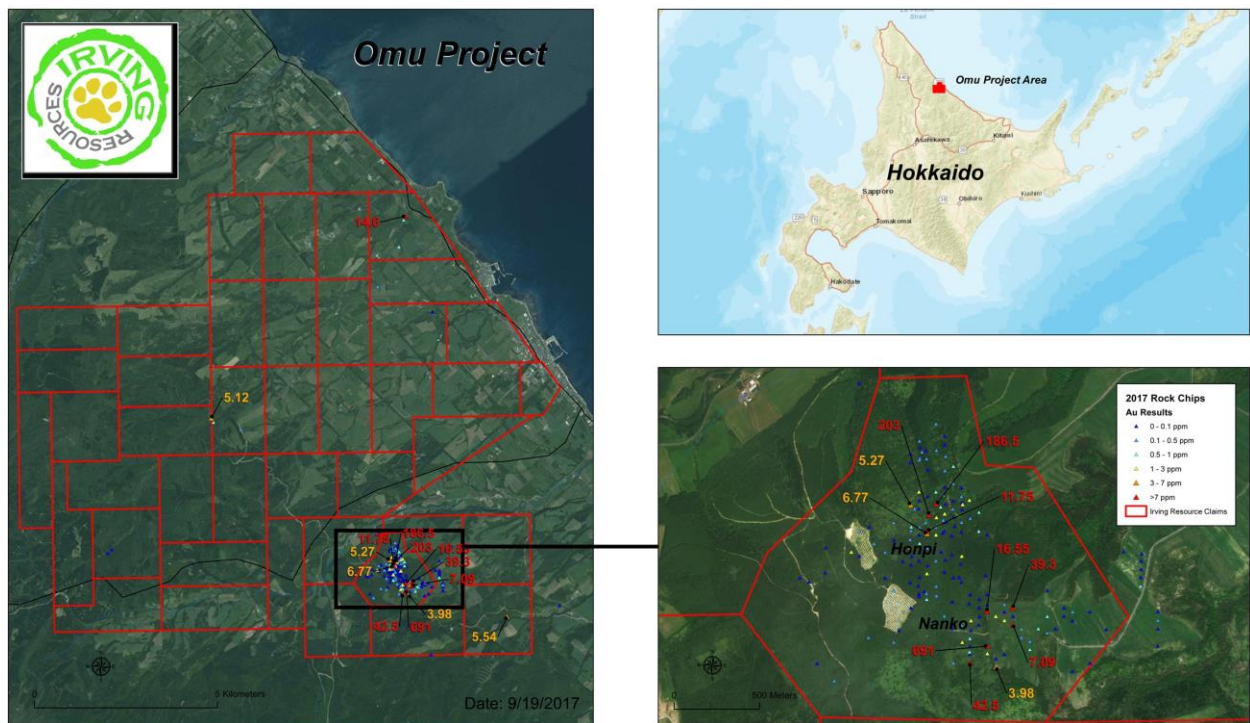 IRVING
RESOURCES
Omu Project
14.6
5.12
11.75
186.5
203
16.55
39.3
5.27
6.77
7.09
3.98
42.5
691
5.54
0
5 Kilometers
Date: 9/19/2017
Omu Project Area
Asahikawa
Kitami
Hokkaido
Sapporo
Obihiro
Kushiro
Tomakomai
Hakodate
203
186.5
5.27
6.77
11.75
Honpi
16.55
39.3
Nanko
691
7.09
42.5
3.98
0
500 Meters
2017 Rock Chips
Au Results
0 - 0.1 ppm
0.1 - 0.5 ppm
0.5 - 1 ppm
1 - 3 ppm
3 - 7 ppm
>7 ppm
Irving Resource Claims